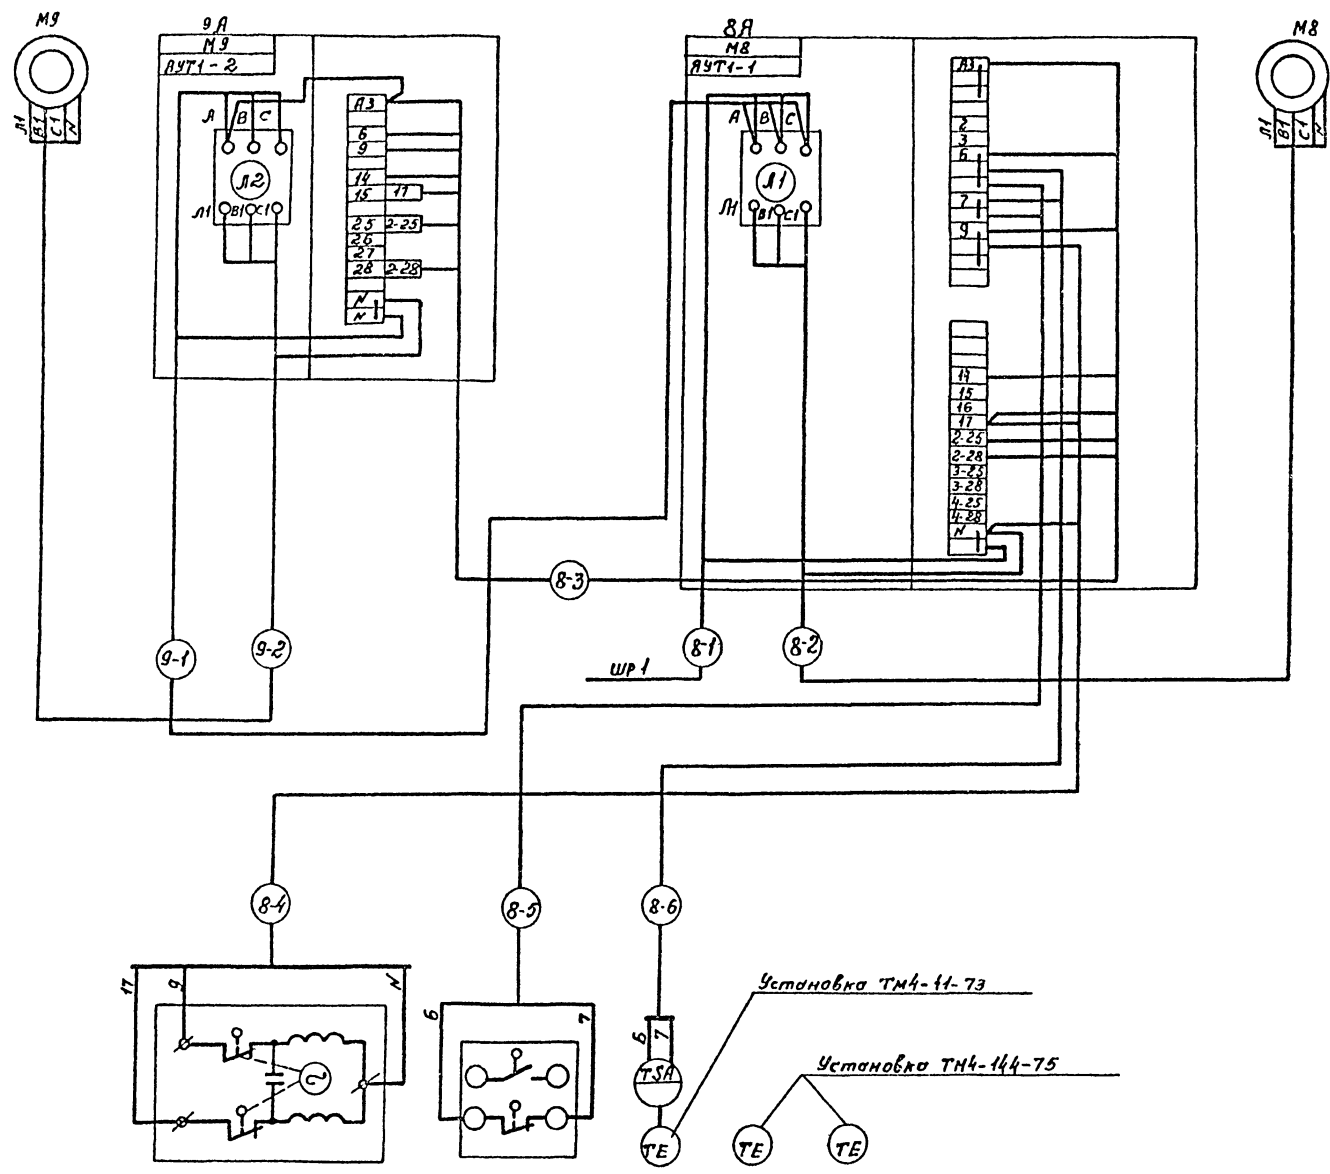 М9
Л1 В1 С1 N
9А
М9
ЯУТ1-2
А В С
Л2
Л1 В1 С1
А3
6
9
14
15 17
25 2-25
26
27
28 2-28
N
N
8Я
М8
ЯУТ1-1
А В С
Л1
Л1 В1 С1
А3
2
3
6
7
9
14
15
16
17
2-25
2-28
3-25
3-28
4-25
4-28
N
М8
Л1 В1 С1 N
8-3
9-1
9-2
8-1
8-2
ШР1
8-4
8-5
8-6
17 9 N
6 7
6 7
TSA
TE
Установка ТМ4-11-73
Установка ТМ4-144-75
TE
TE